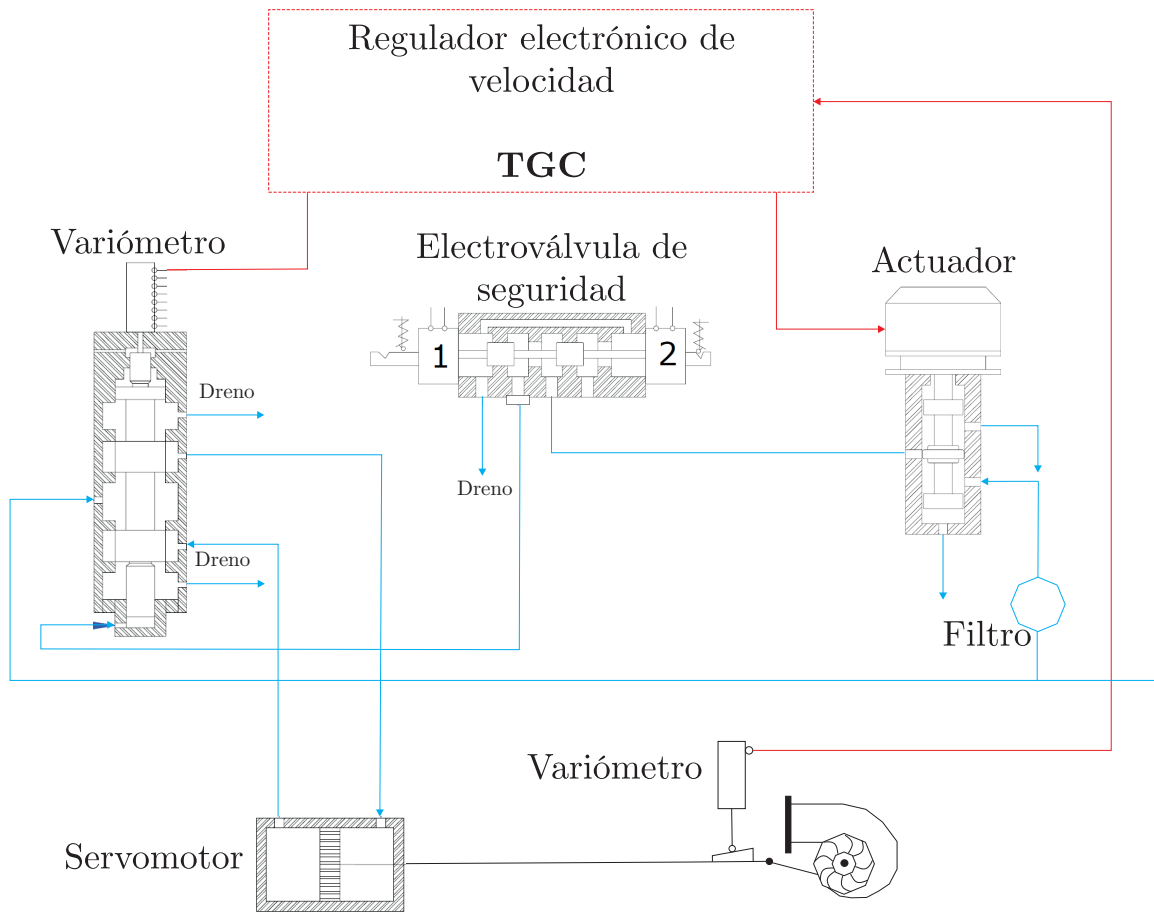 Regulador electrónico de
velocidad
TGC
Variómetro
Electroválvula de
seguridad
Actuador
1
2
Dreno
Dreno
Dreno
Filtro
Variómetro
Servomotor